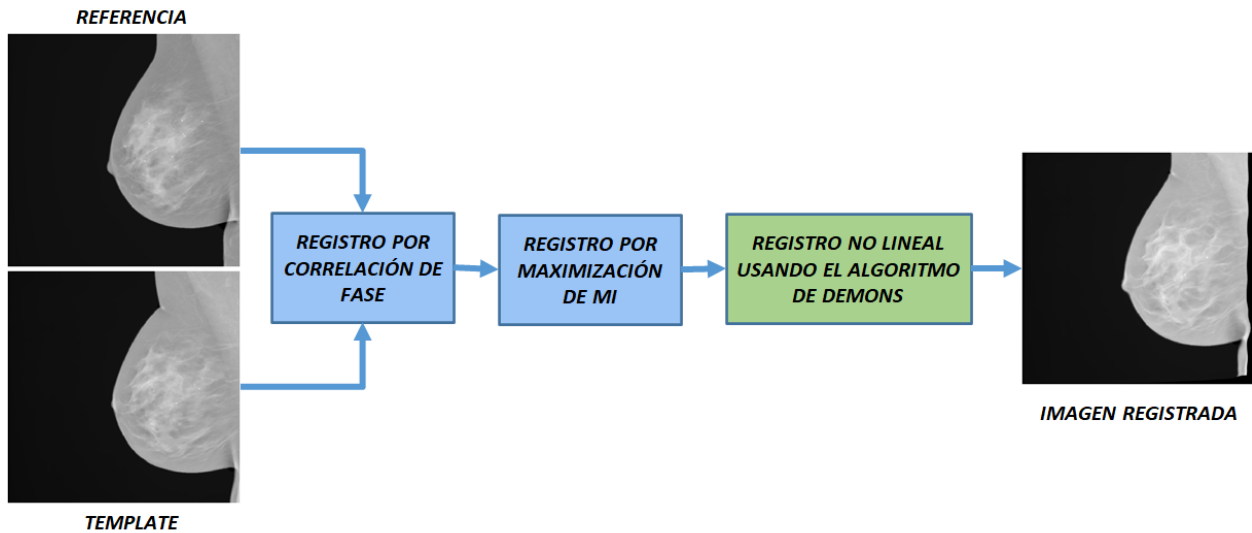 REFERENCIA
REGISTRO POR
CORRELACIÓN DE
FASE
REGISTRO POR
MAXIMIZACIÓN
DE MI
REGISTRO NO LINEAL
USANDO EL ALGORITMO
DE DEMONS
IMAGEN REGISTRADA
TEMPLATE